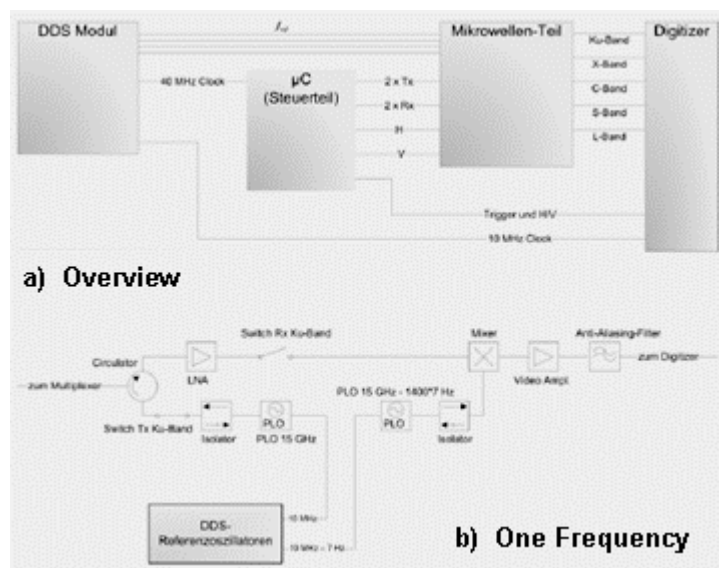 DDS Modul
Mikrowellen-Teil
Digitizer
Ku-Band
X-Band
C-Band
S-Band
L-Band
40 MHz Clock
µC
(Steuerteil)
2 x Tx
2 x Rx
H
V
Trigger und H/V
10 MHz Clock
a) Overview
Switch Rx Ku-Band
Mixer
Anti-Aliasing-Filter
Circulator
zum Multiplexer
LNA
Video Ampl.
zum Digitizer
PLO 15 GHz - 1400*7 Hz
Switch Tx Ku-Band
Isolator
PLO
PLO 15 GHz
PLO
Isolator
DDS-
Referenzoszillatoren
10 MHz
10 MHz - 7 Hz
b) One Frequency